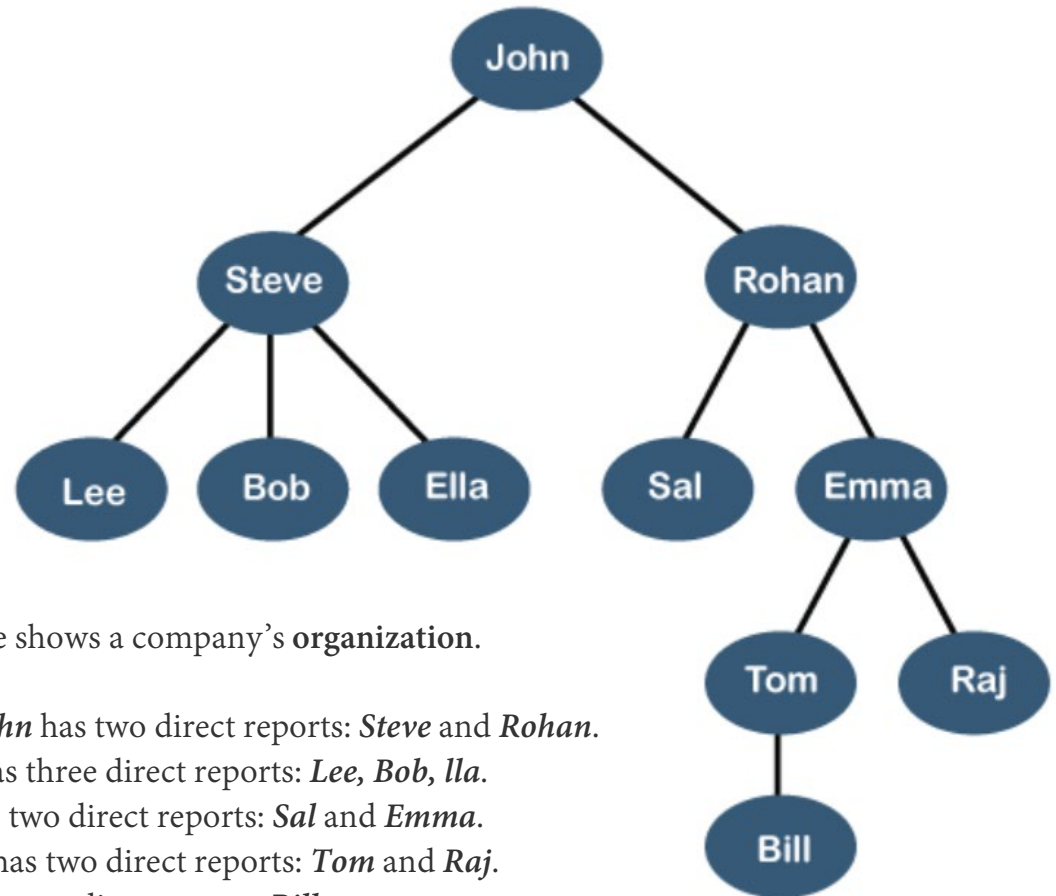 John
Steve
Rohan
Lee
Bob
Ella
Sal
Emma
shows a company's organization.
Tom
Raj
has two direct reports: Steve and Rohan.
three direct reports: Lee, Bob, lla.
two direct reports: Sal and Emma.
has two direct reports: Tom and Raj.
Bill